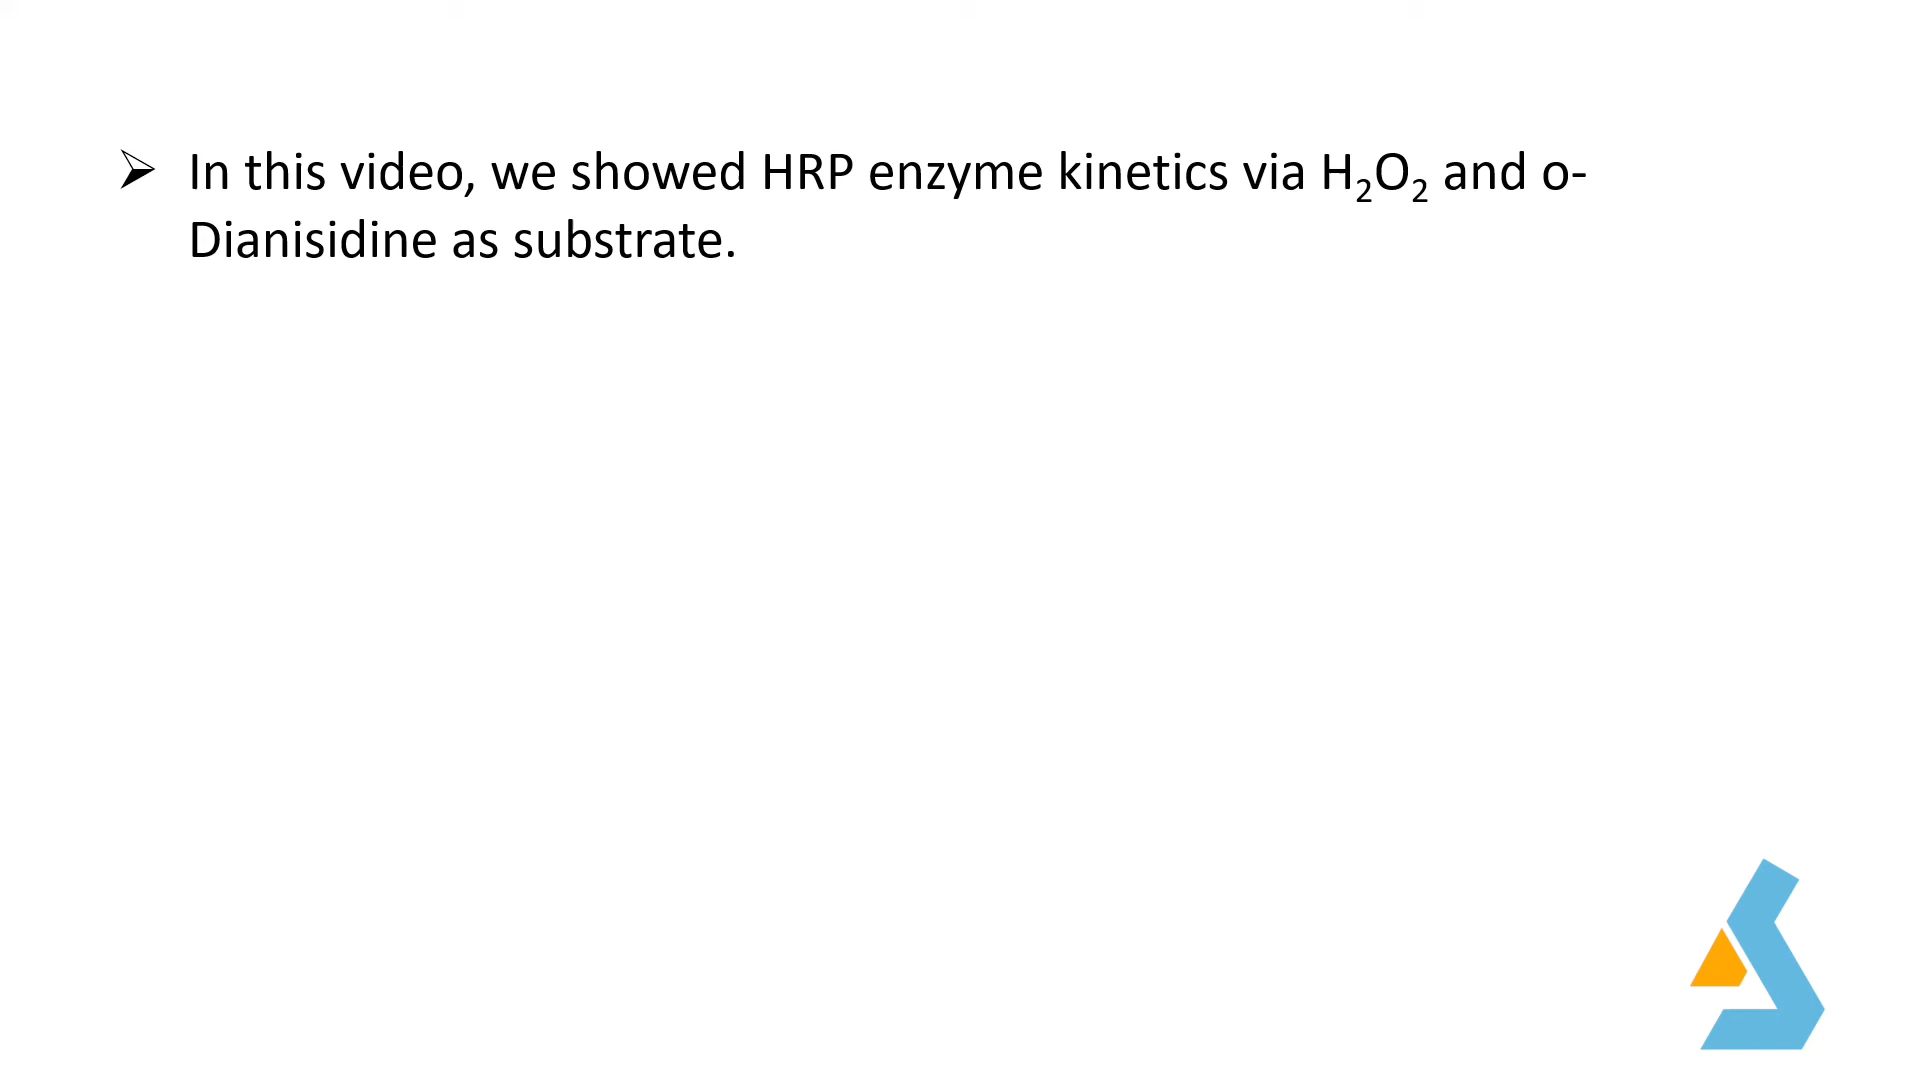 ➢ In this video, we showed HRP enzyme kinetics via H₂O₂ and o-
Dianisidine as substrate.